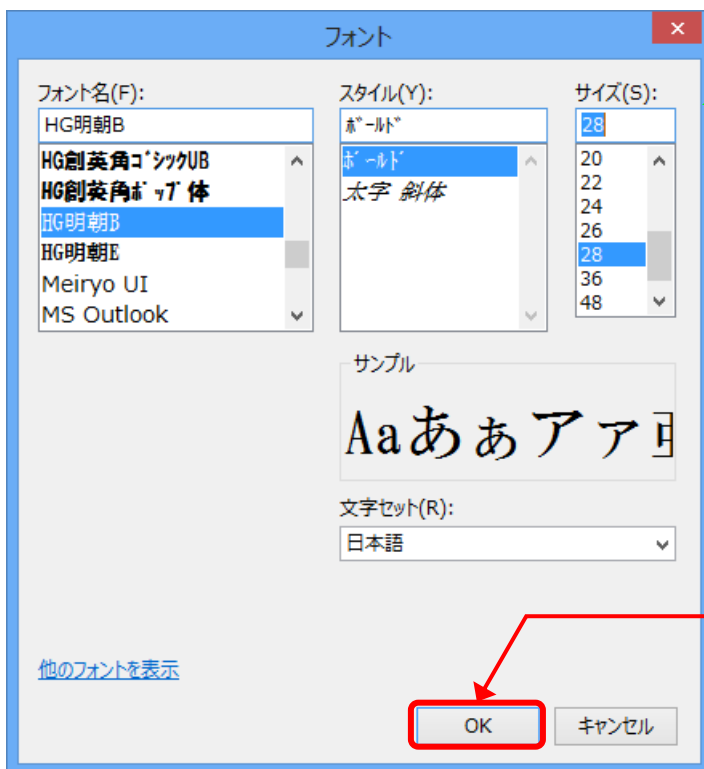 フォント
フォント名(F):
HG明朝B
HG創英角ｺﾞｼｯｸUB
HG創英角ﾎﾟｯﾌﾟ体
HG明朝B
HG明朝E
Meiryo UI
MS Outlook
スタイル(Y):
ﾎﾞｰﾙﾄﾞ
ﾎﾞｰﾙﾄﾞ
太字 斜体
サイズ(S):
28
20
22
24
26
28
36
48
サンプル
Aaあぁアァ
文字セット(R):
日本語
他のフォントを表示
OK
キャンセル